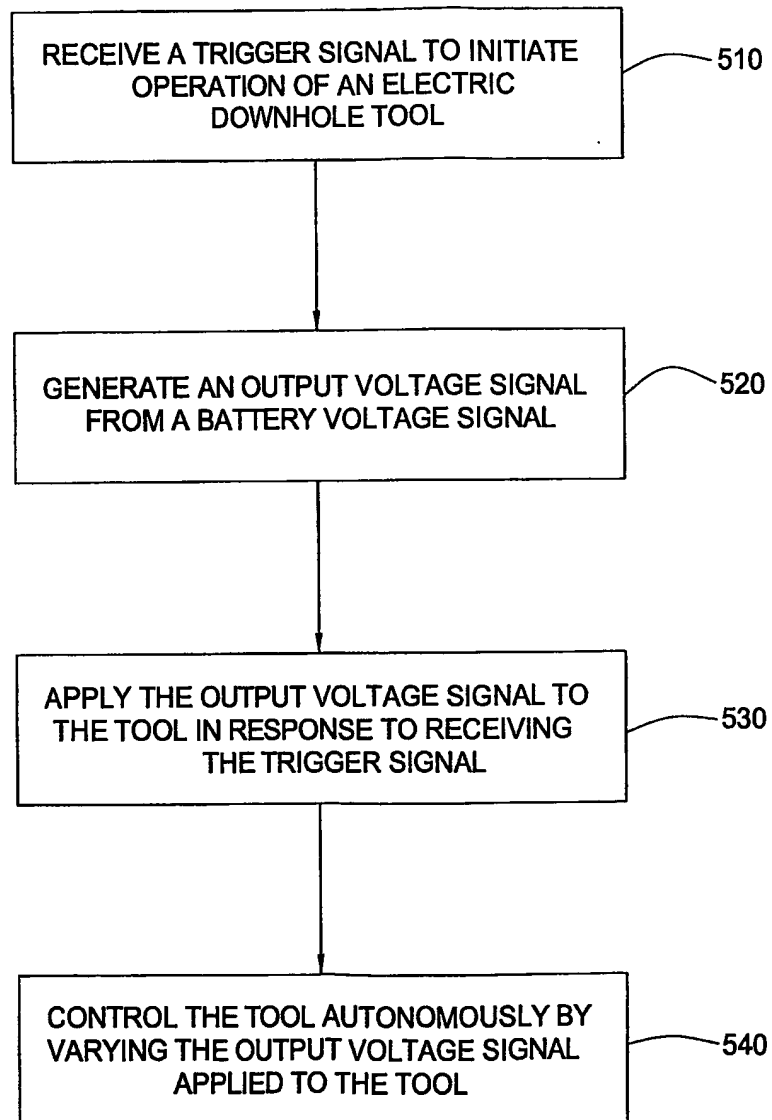 RECEIVE A TRIGGER SIGNAL TO INITIATE
OPERATION OF AN ELECTRIC
DOWNHOLE TOOL
510
GENERATE AN OUTPUT VOLTAGE SIGNAL
FROM A BATTERY VOLTAGE SIGNAL
520
APPLY THE OUTPUT VOLTAGE SIGNAL TO
THE TOOL IN RESPONSE TO RECEIVING
THE TRIGGER SIGNAL
530
CONTROL THE TOOL AUTONOMOUSLY BY
VARYING THE OUTPUT VOLTAGE SIGNAL
APPLIED TO THE TOOL
540